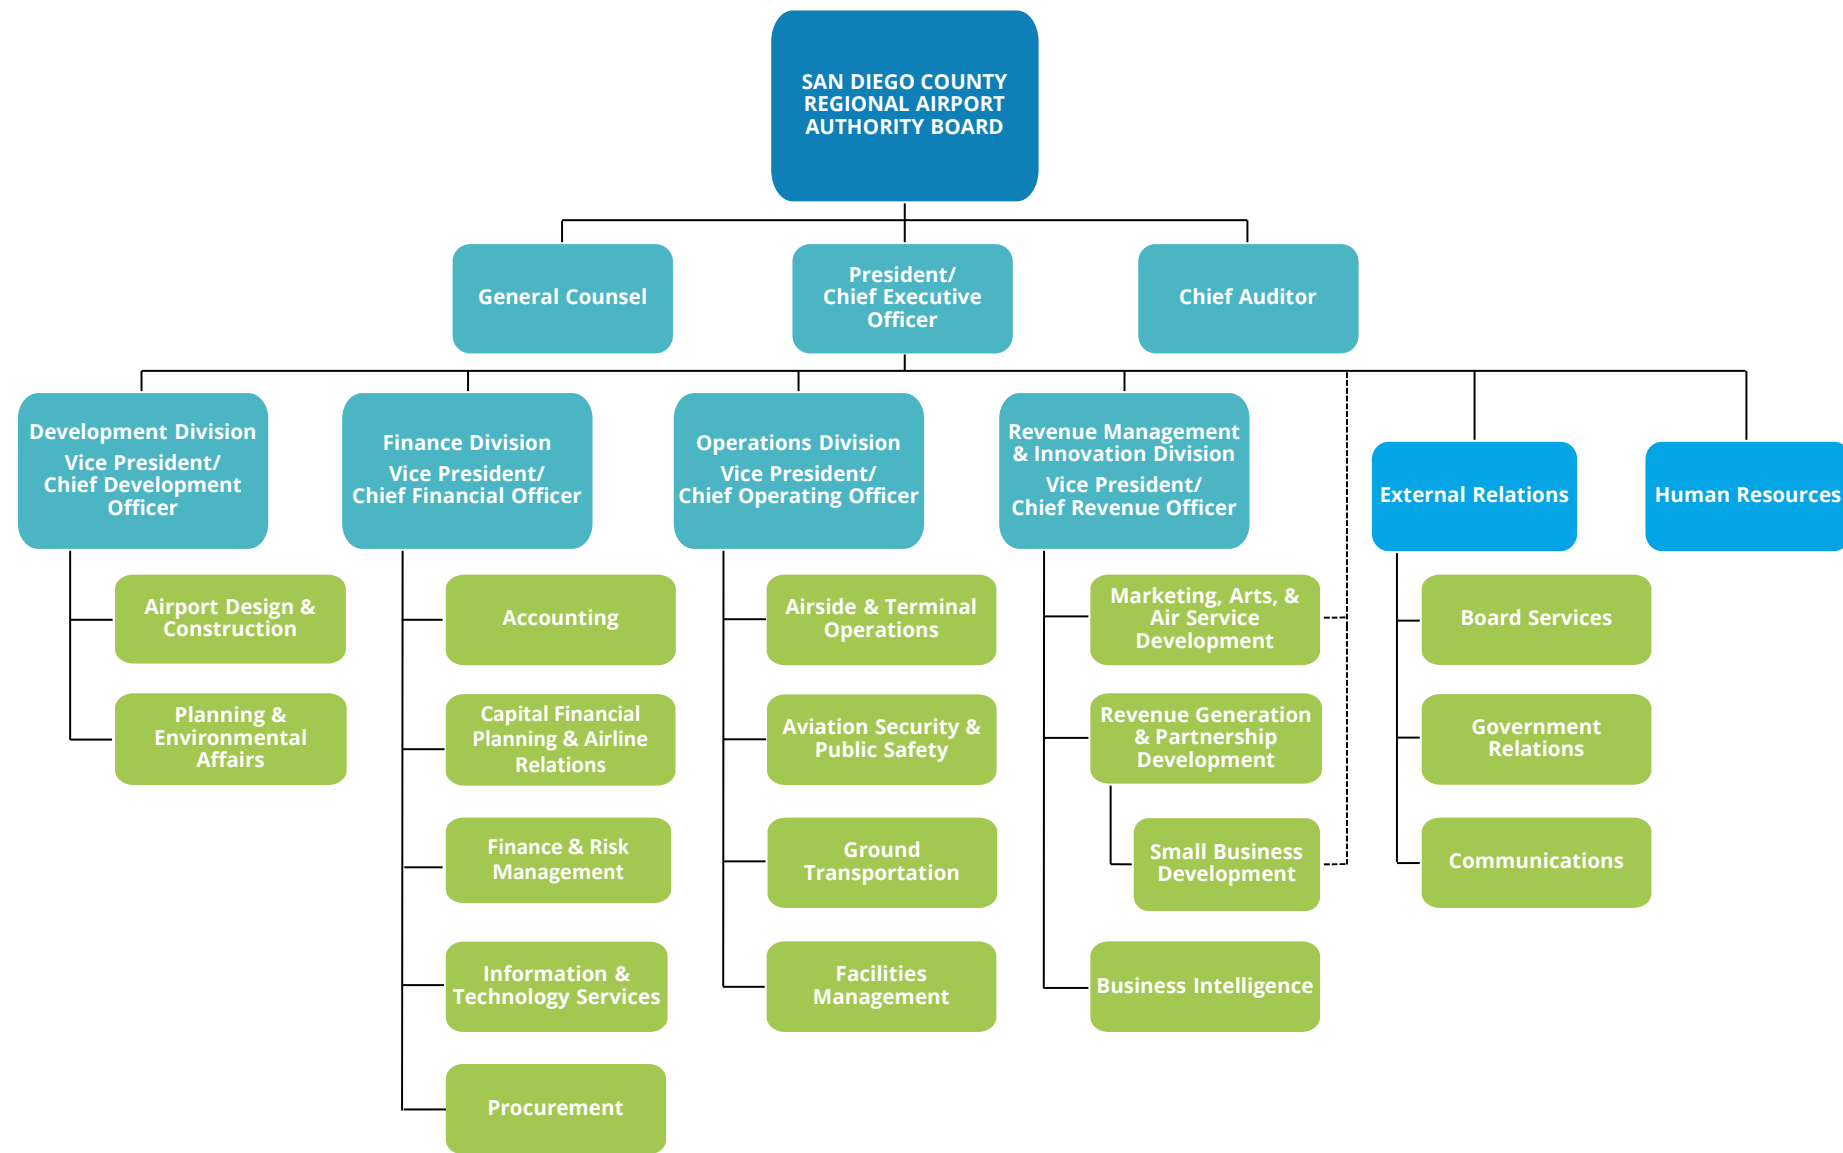 SAN DIEGO COUNTY
REGIONAL AIRPORT
AUTHORITY BOARD
General Counsel
President/
Chief Executive
Officer
Chief Auditor
Development Division
Vice President/
Chief Development
Officer
Finance Division
Vice President/
Chief Financial Officer
Operations Division
Vice President/
Chief Operating Officer
Revenue Management
& Innovation Division
Vice President/
Chief Revenue Officer
External Relations
Human Resources
Airport Design &
Construction
Planning &
Environmental
Affairs
Accounting
Capital Financial
Planning & Airline
Relations
Finance & Risk
Management
Information &
Technology Services
Procurement
Airside & Terminal
Operations
Aviation Security &
Public Safety
Ground
Transportation
Facilities
Management
Marketing, Arts, &
Air Service
Development
Revenue Generation
& Partnership
Development
Small Business
Development
Business Intelligence
Board Services
Government
Relations
Communications